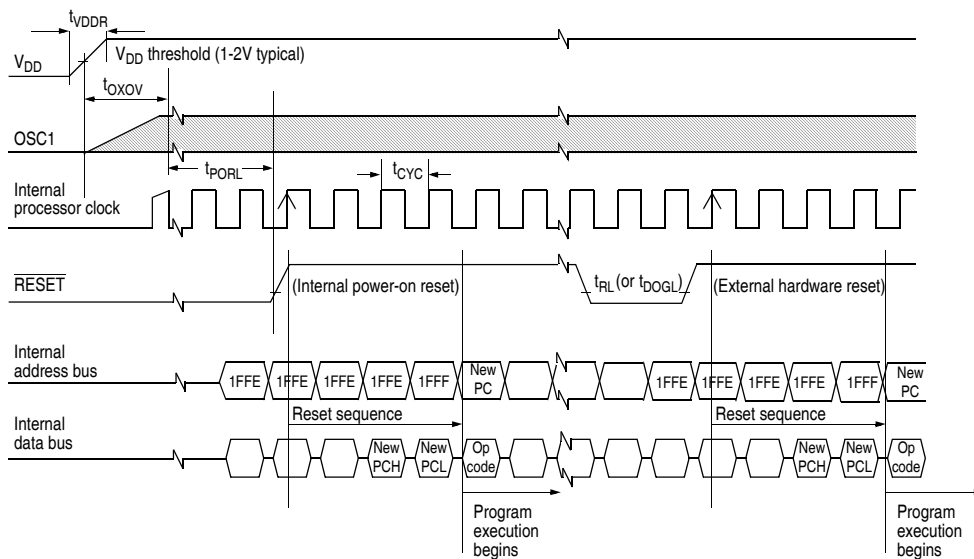 tVDDR
VDD
VDD threshold (1-2V typical)
tOXOV
OSC1
tPORL
tCYC
Internal
processor clock
RESET
(Internal power-on reset)
tRL (or tDOGL)
(External hardware reset)
Internal
address bus
1FFE
1FFE
1FFE
1FFE
1FFF
New
PC
1FFE
1FFE
1FFE
1FFE
1FFF
New
PC
Reset sequence
Reset sequence
Internal
data bus
New
PCH
New
PCL
Op
code
New
PCH
New
PCL
Op
code
Program
execution
begins
Program
execution
begins